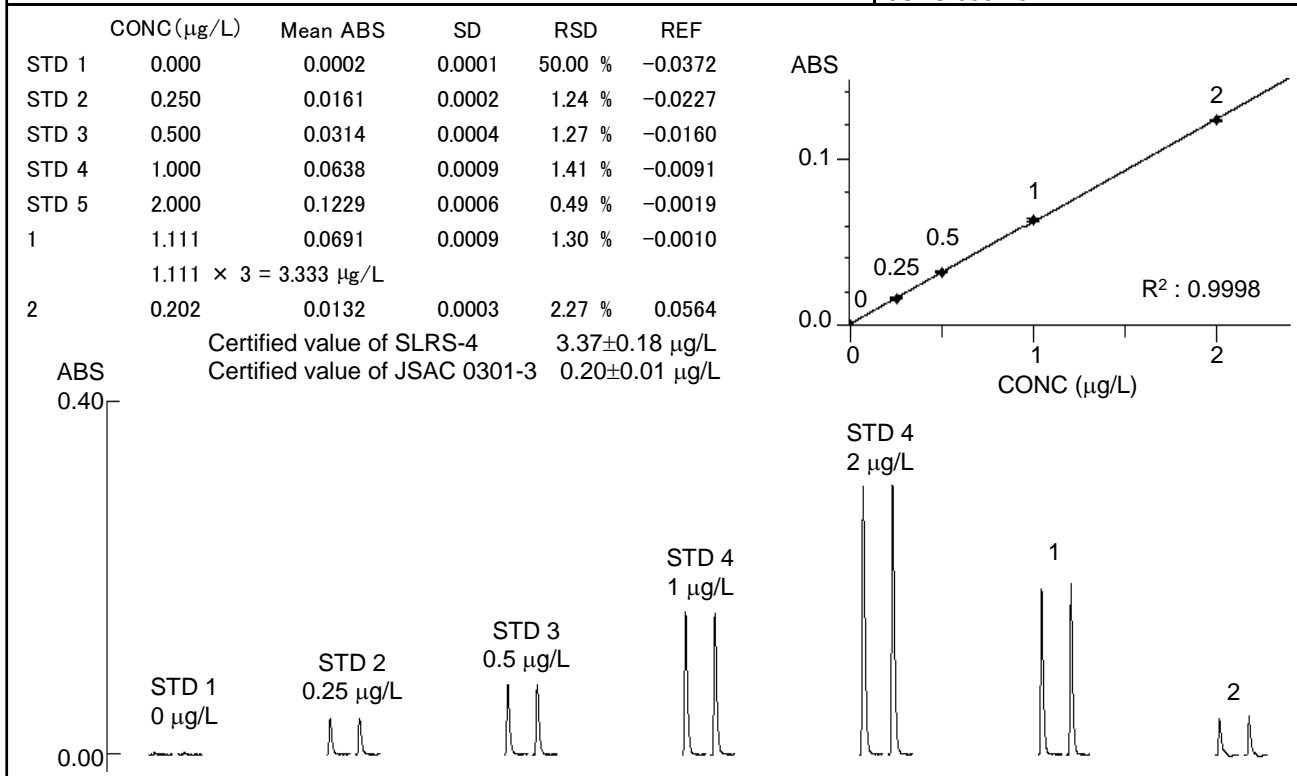 CONC(μg/L) Mean ABS SD RSD REF
STD 1 0.000 0.0002 0.0001 50.00 % −0.0372
STD 2 0.250 0.0161 0.0002 1.24 % −0.0227
STD 3 0.500 0.0314 0.0004 1.27 % −0.0160
STD 4 1.000 0.0638 0.0009 1.41 % −0.0091
STD 5 2.000 0.1229 0.0006 0.49 % −0.0019
1 1.111 0.0691 0.0009 1.30 % −0.0010
1.111 × 3 = 3.333 μg/L
2 0.202 0.0132 0.0003 2.27 % 0.0564
Certified value of SLRS-4 3.37±0.18 μg/L
Certified value of JSAC 0301-3 0.20±0.01 μg/L
ABS
2
0.1
1
0.5
0.25
0
R² : 0.9998
0.0
0 1 2
CONC (μg/L)
ABS
0.40
STD 4
2 μg/L
STD 4
1 μg/L
1
STD 3
0.5 μg/L
STD 2
0.25 μg/L
STD 1
0 μg/L
2
0.00